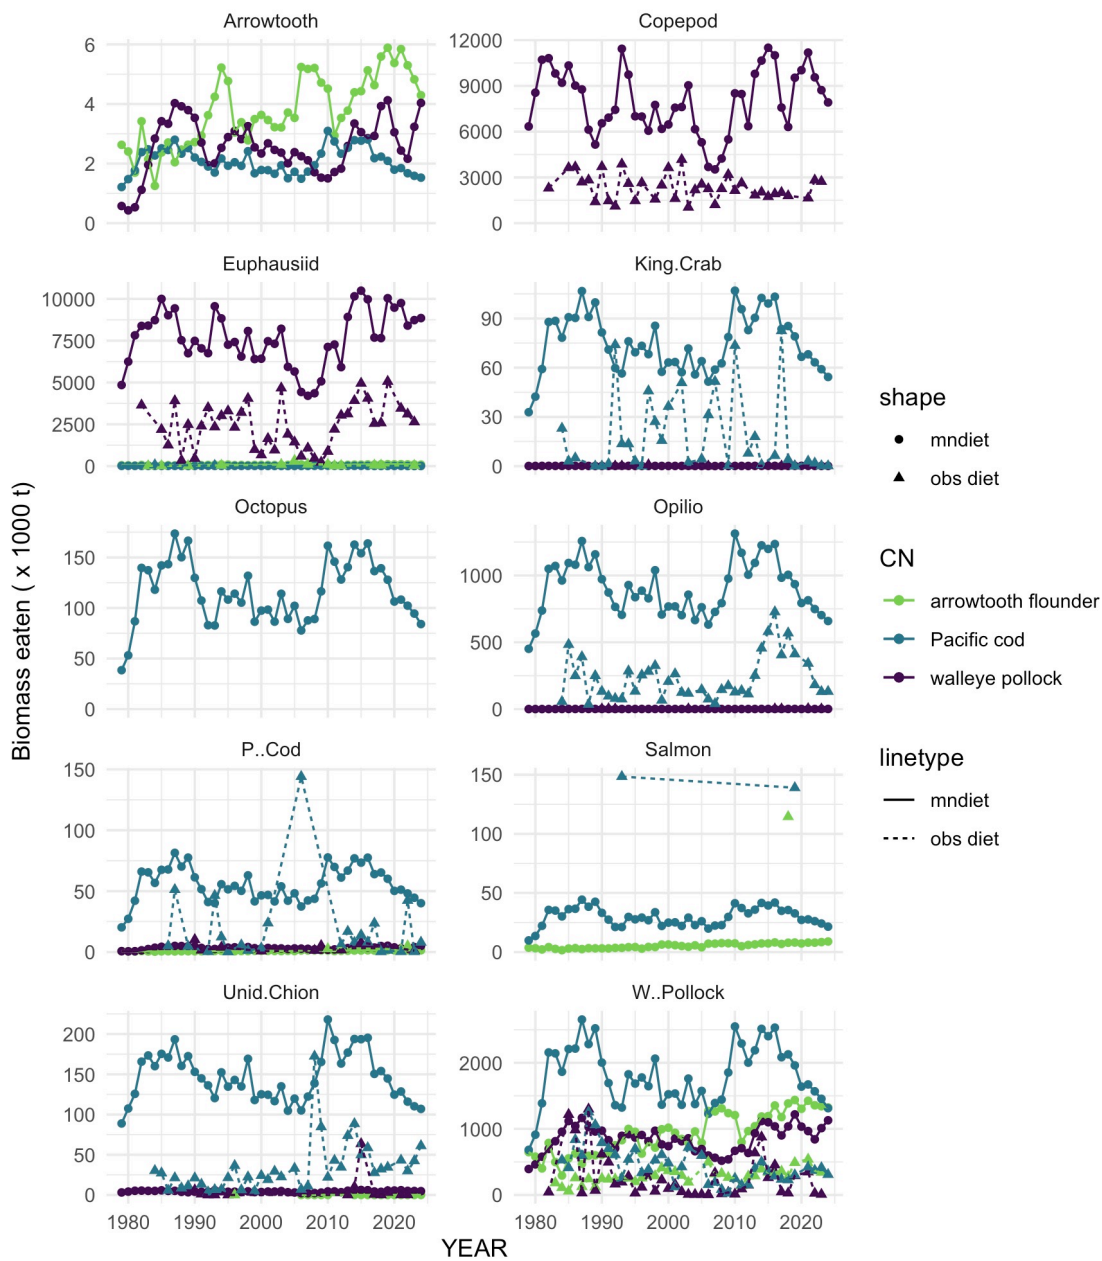 Arrowtooth
Copepod
6
4
2
0
12000
9000
6000
3000
0
Euphausiid
King.Crab
10000
7500
5000
2500
0
90
60
30
0
Octopus
Opilio
150
100
50
0
1000
500
0
P..Cod
Salmon
150
100
50
0
150
100
50
0
Unid.Chion
W..Pollock
200
150
100
50
0
2000
1000
0
1980 1990 2000 2010 2020
1980 1990 2000 2010 2020
YEAR
Biomass eaten ( x 1000 t)
shape
mndiet
obs diet
CN
arrowtooth flounder
Pacific cod
walleye pollock
linetype
mndiet
obs diet